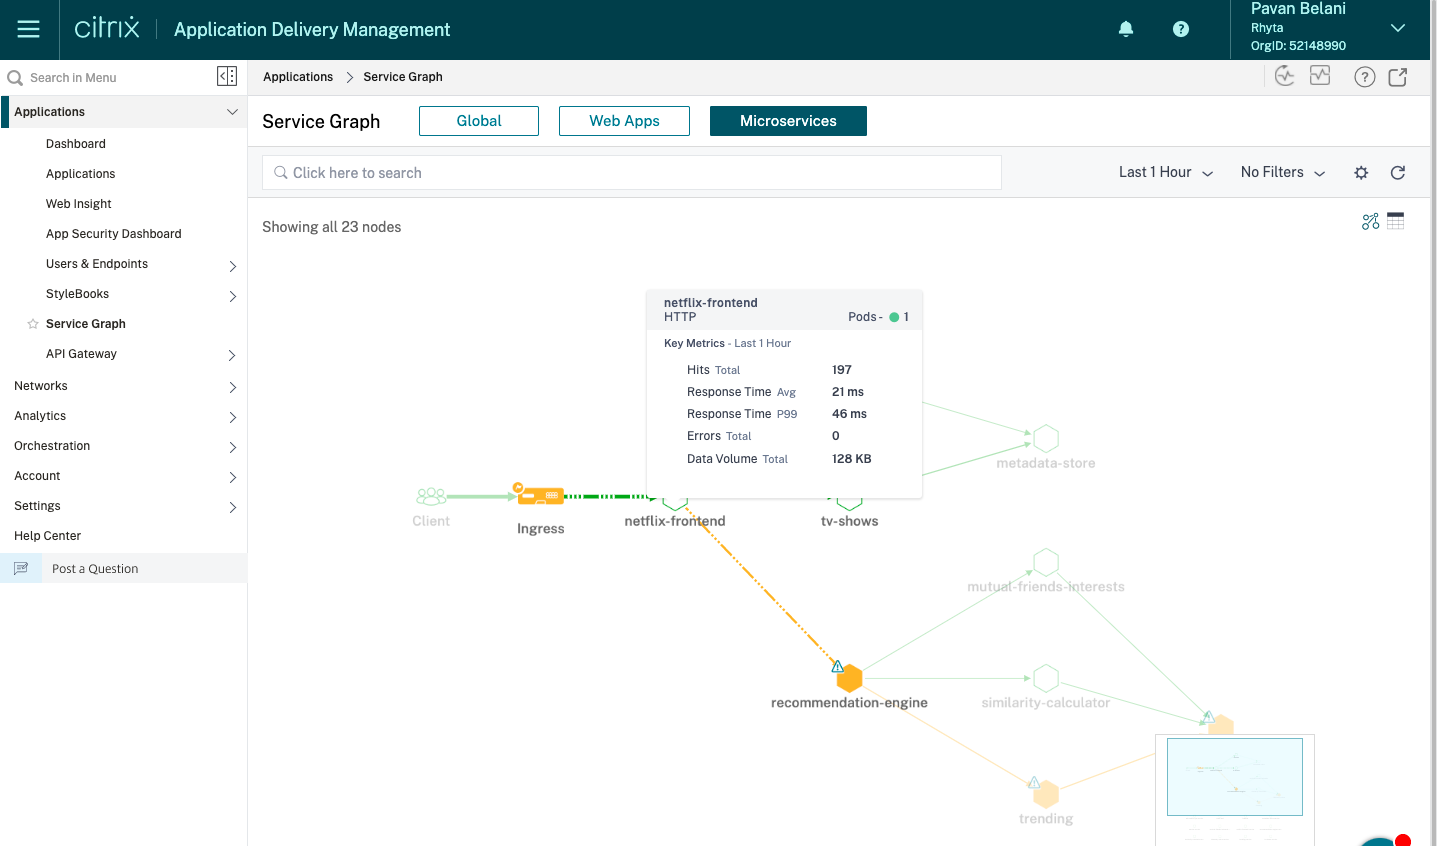 citrix
Application Delivery Management
Pavan Belani
Rhyta
OrgID: 52148990
Search in Menu
Applications
Dashboard
Applications
Web Insight
App Security Dashboard
Users & Endpoints
StyleBooks
Service Graph
API Gateway
Networks
Analytics
Orchestration
Account
Settings
Help Center
Post a Question
Applications > Service Graph
Service Graph
Global
Web Apps
Microservices
Click here to search
Last 1 Hour
No Filters
Showing all 23 nodes
netflix-frontend
HTTP
Pods - 1
Key Metrics - Last 1 Hour
Hits Total 197
Response Time Avg 21 ms
Response Time P99 46 ms
Errors Total 0
Data Volume Total 128 KB
metadata-store
Client
Ingress
netflix-frontend
tv-shows
mutual-friends-interests
recommendation-engine
similarity-calculator
trending